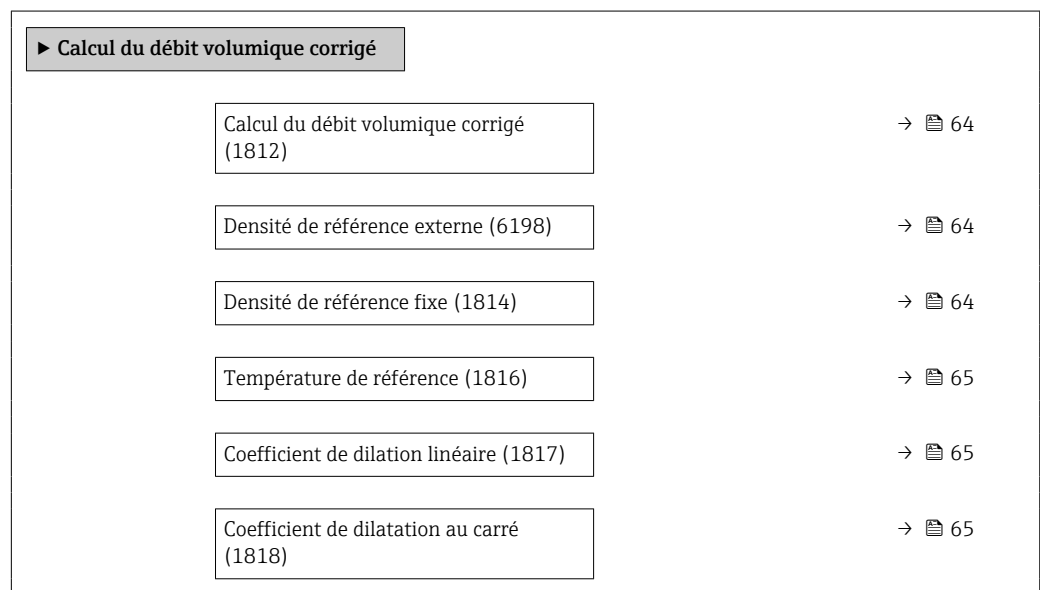 ▶ Calcul du débit volumique corrigé
Calcul du débit volumique corrigé
(1812)
→ 64
Densité de référence externe (6198)
→ 64
Densité de référence fixe (1814)
→ 64
Température de référence (1816)
→ 65
Coefficient de dilation linéaire (1817)
→ 65
Coefficient de dilatation au carré
(1818)
→ 65